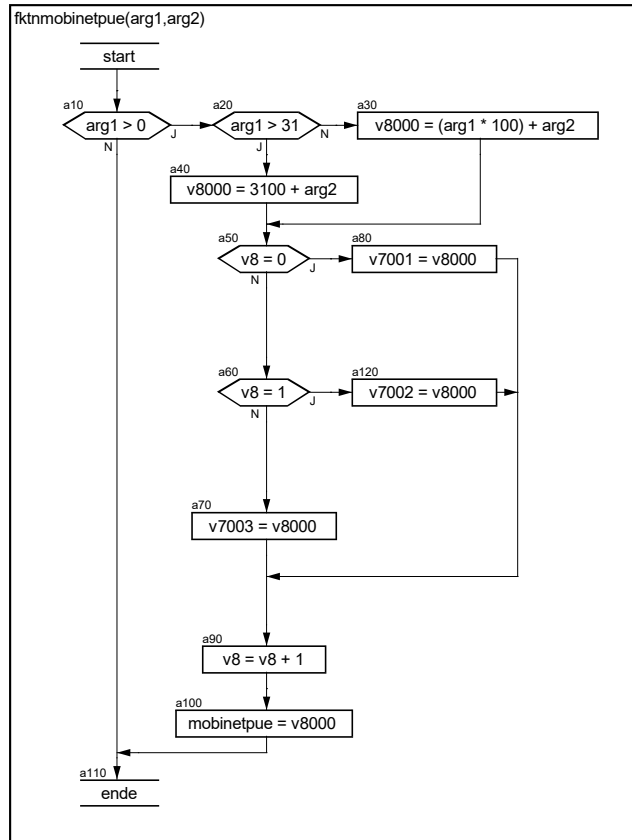 fktnmobinetpue(arg1,arg2)
start
a10
arg1 > 0
J
N
a20
arg1 > 31
N
J
a30
v8000 = (arg1 * 100) + arg2
a40
v8000 = 3100 + arg2
a50
v8 = 0
J
N
a80
v7001 = v8000
a60
v8 = 1
J
N
a120
v7002 = v8000
a70
v7003 = v8000
a90
v8 = v8 + 1
a100
mobinetpue = v8000
a110
ende